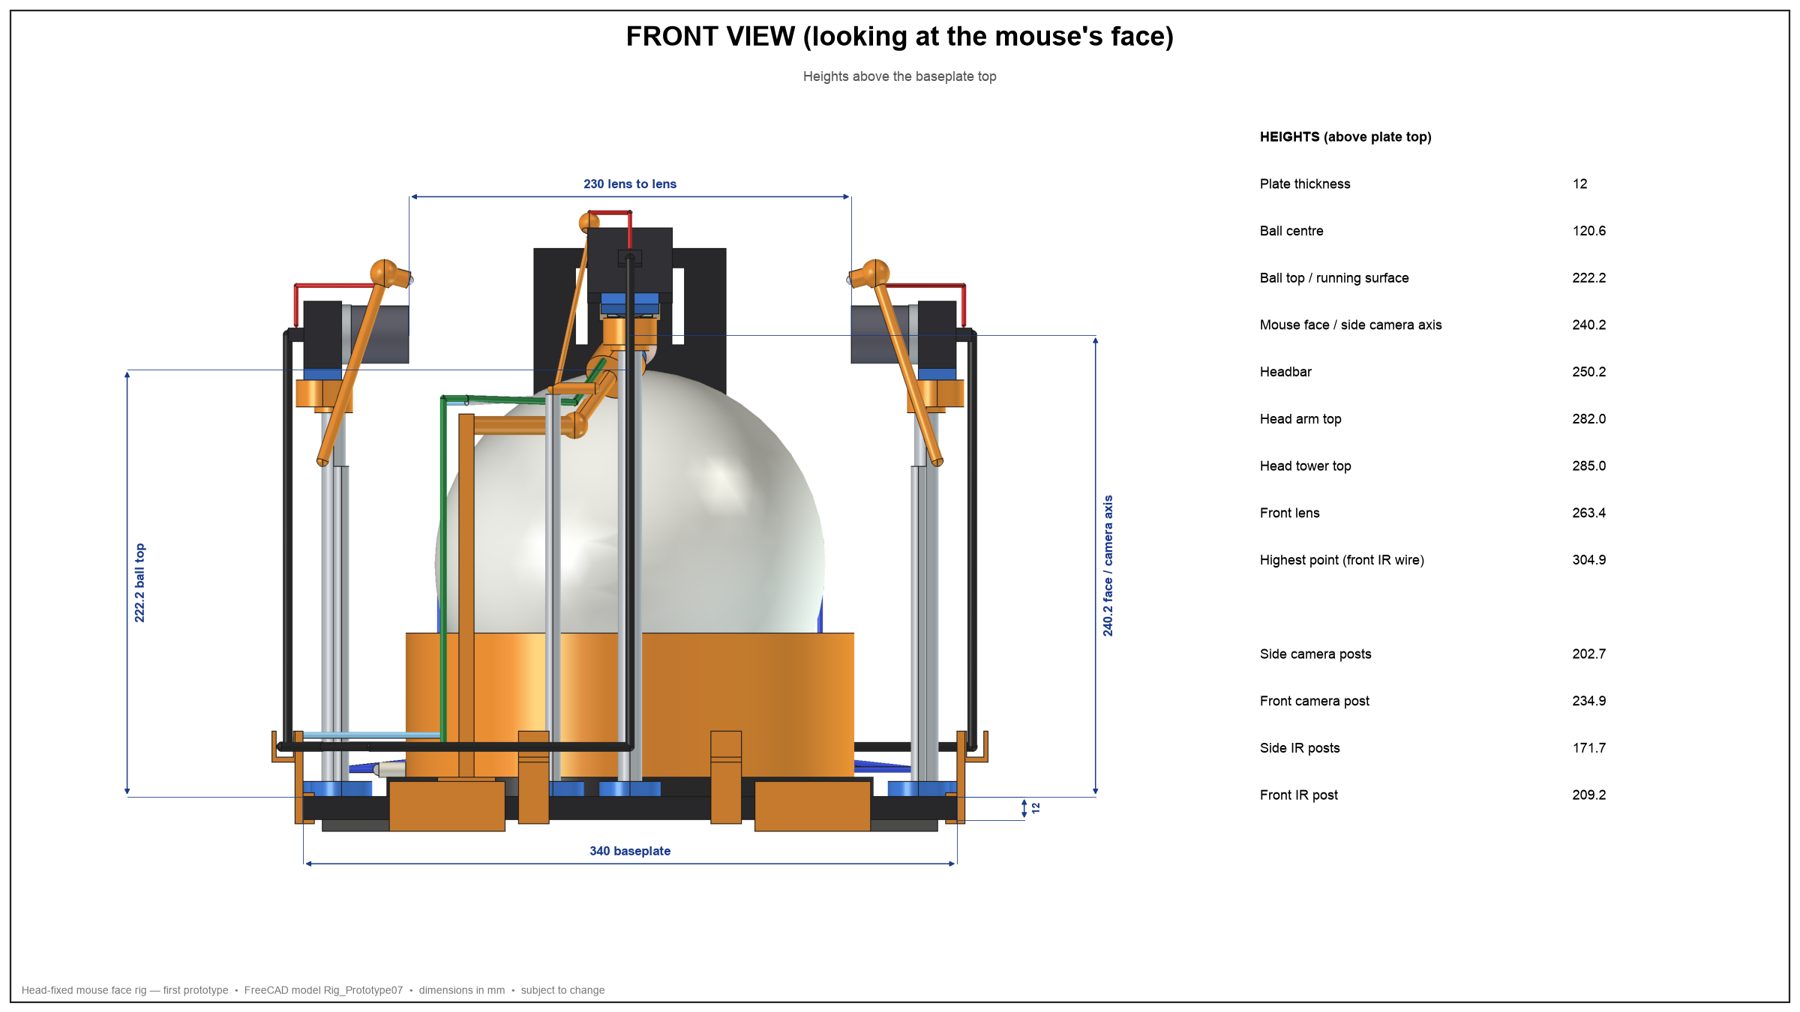 FRONT VIEW (looking at the mouse's face)
Heights above the baseplate top
HEIGHTS (above plate top)
Plate thickness 12
Ball centre 120.6
Ball top / running surface 222.2
Mouse face / side camera axis 240.2
Headbar 250.2
Head arm top 282.0
Head tower top 285.0
Front lens 263.4
Highest point (front IR wire) 304.9
Side camera posts 202.7
Front camera post 234.9
Side IR posts 171.7
Front IR post 209.2
230 lens to lens
222.2 ball top
240.2 face / camera axis
12
340 baseplate
Head-fixed mouse face rig — first prototype • FreeCAD model Rig_Prototype07 • dimensions in mm • subject to change